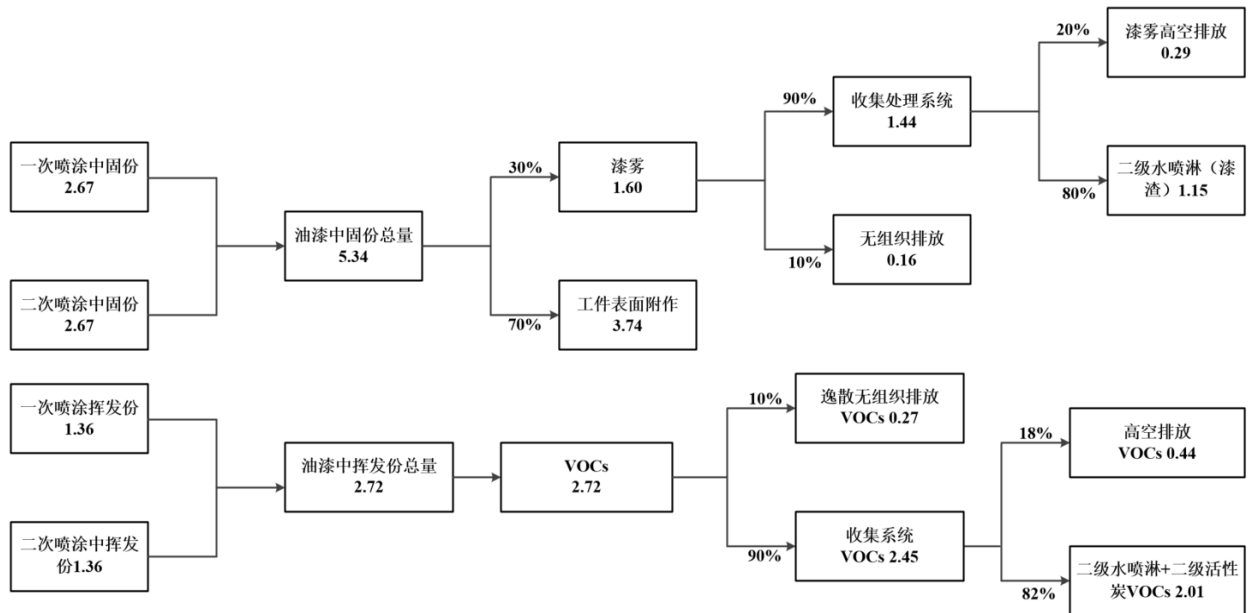 一次喷涂中固份
2.67
二次喷涂中固份
2.67
油漆中固份总量
5.34
30%
漆雾
1.60
70%
工件表面附作
3.74
90%
收集处理系统
1.44
10%
无组织排放
0.16
20%
漆雾高空排放
0.29
80%
二级水喷淋（漆
渣）1.15
一次喷涂挥发份
1.36
二次喷涂中挥发
份1.36
油漆中挥发份总量
2.72
VOCs
2.72
10%
逸散无组织排放
VOCs 0.27
90%
收集系统
VOCs 2.45
18%
高空排放
VOCs 0.44
82%
二级水喷淋+二级活性
炭VOCs 2.01